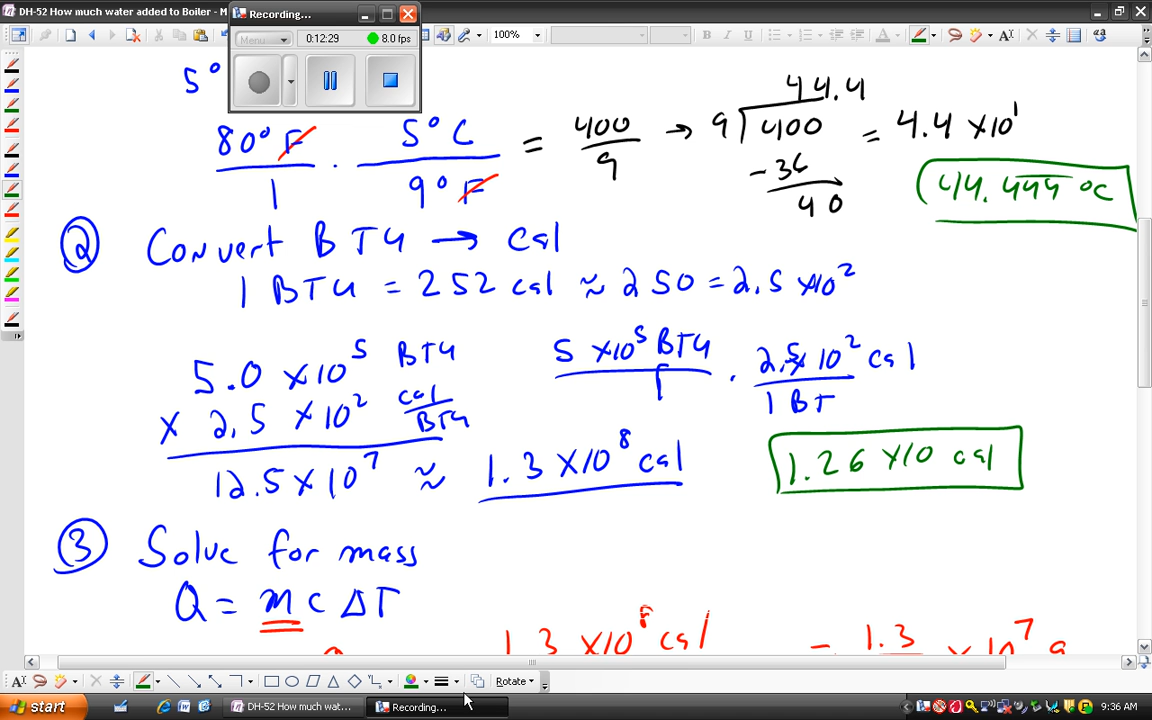 DH-52 How much water added to Boiler -
Recording...
Menu
0:12:29
8.0 fps
100%
5°
80° F / 1 · 5° C / 9° F = 400 / 9 → 9 √400 = 4.4 x10¹
44.4
-36
40
44.444 °C
② Convert BTU → Cal
1 BTU = 252 cal ≈ 250 = 2.5 x10²
5.0 x10⁵ BTU
x 2.5 x10² cal / BTU
12.5 x10⁷ ≈ 1.3 x10⁸ cal
5 x10⁵ BTU / 1 · 2.5 x10² Cal / 1 BT
1.26 x10 cal
③ Solve for mass
Q = m c ΔT
1.3 x10⁸ cal = 1.3 x10⁷ g
Rotate
start
DH-52 How much wat...
Recording...
9:36 AM